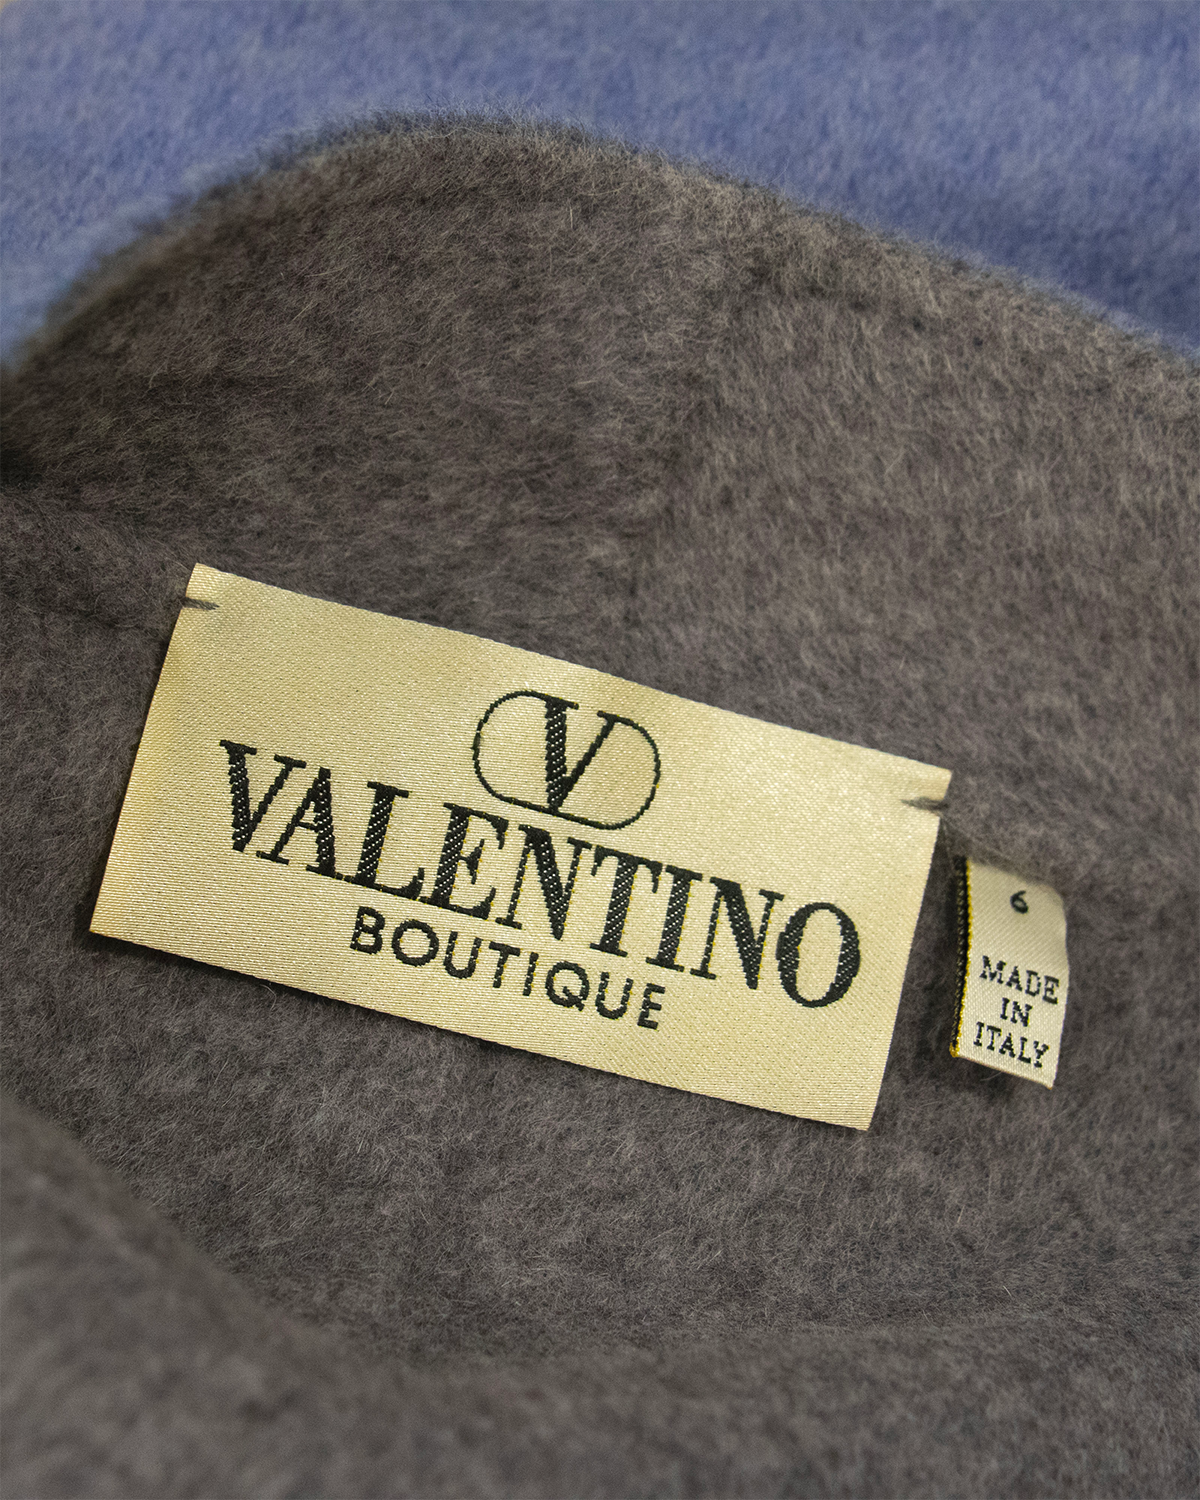 V
VALENTINO
BOUTIQUE
6
MADE
IN
ITALY